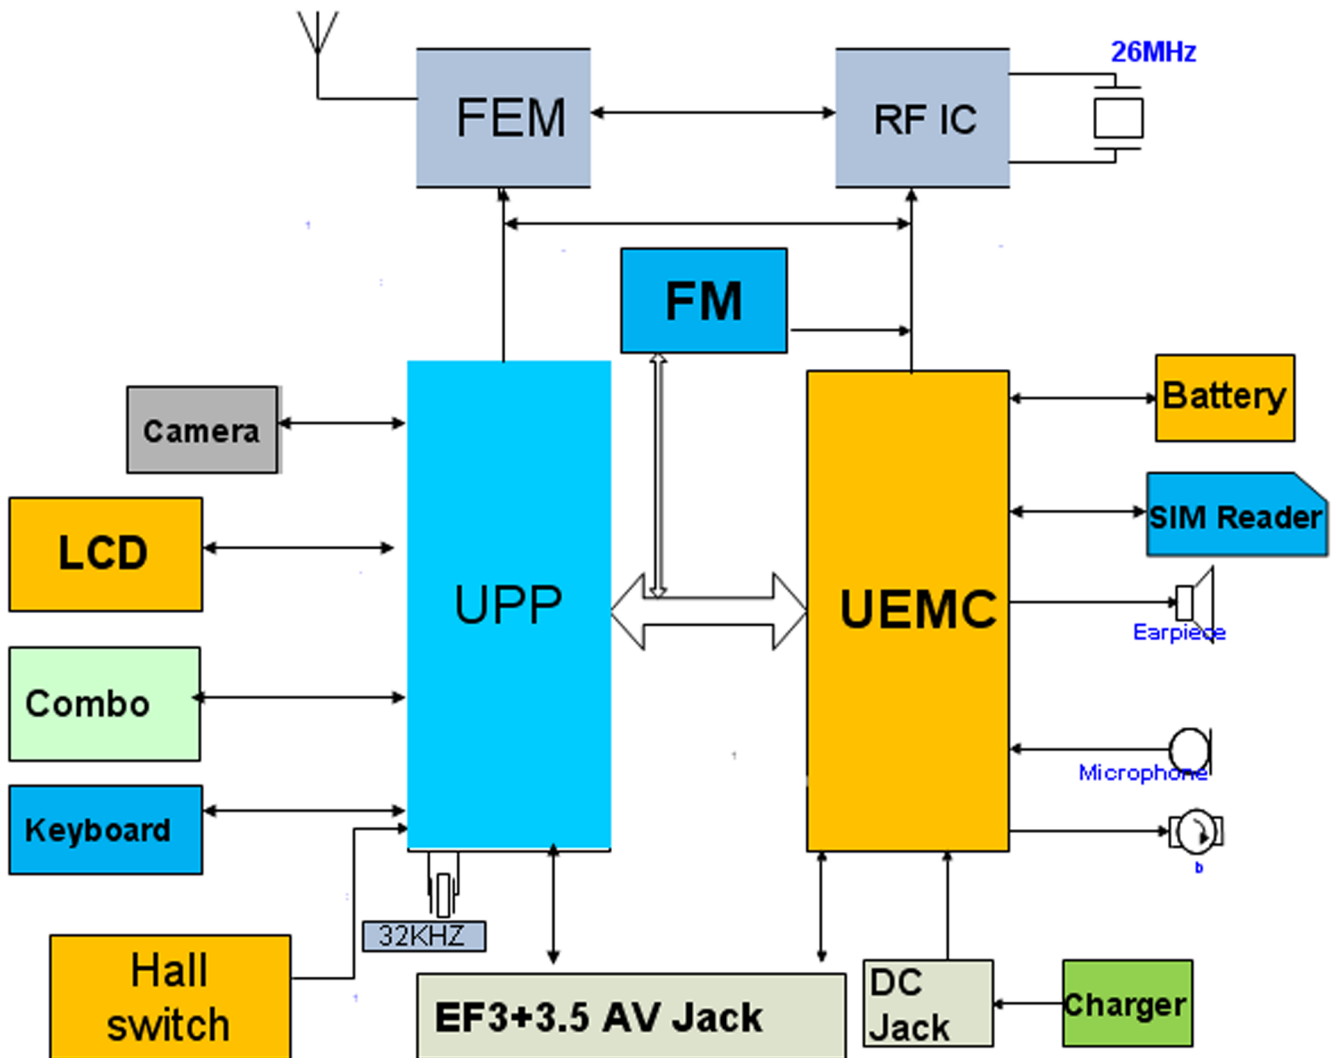 26MHz
FEM
RF IC
FM
Camera
Battery
LCD
SIM Reader
UPP
UEMC
Earpiece
Combo
Microphone
Keyboard
b
32KHZ
Hall
switch
EF3+3.5 AV Jack
DC
Jack
Charger